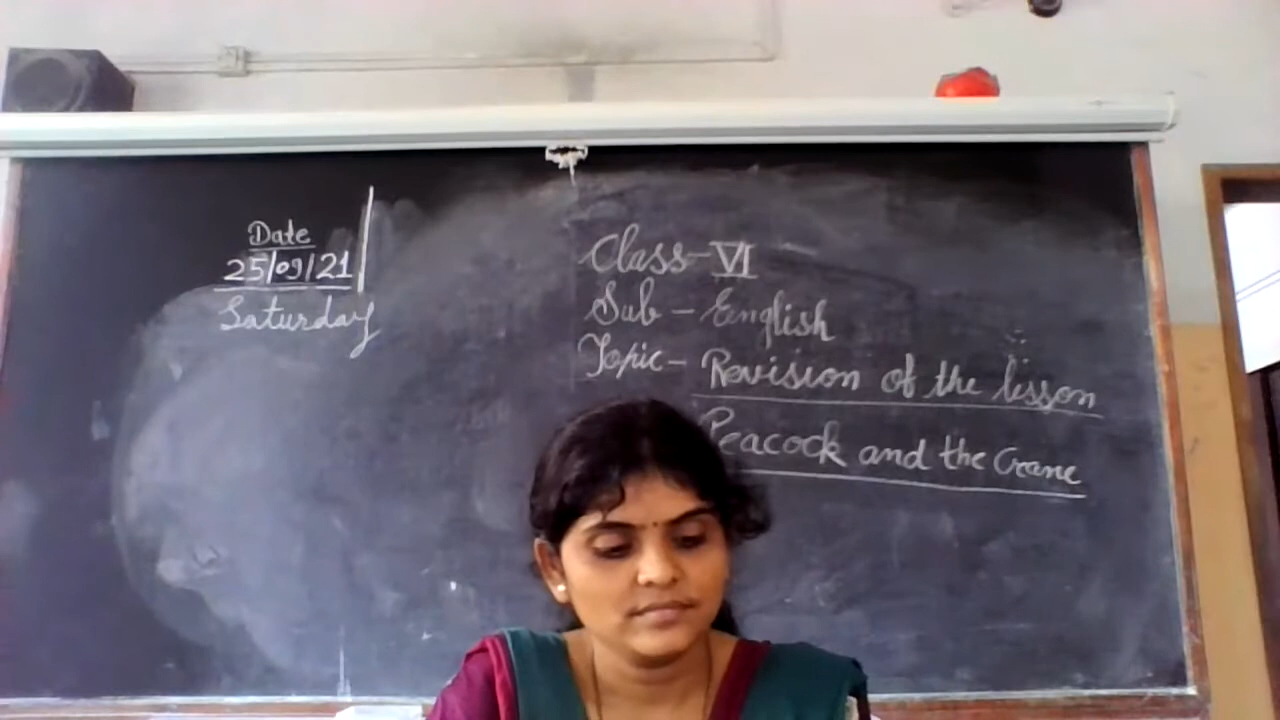 Date
25/09/21
Saturday
Class-VI
Sub - English
Topic - Revision of the lesson
Peacock and the Crane